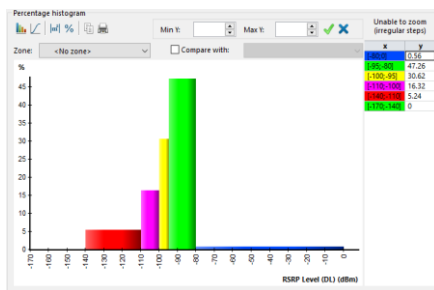 Percentage histogram
% Min Y: Max Y:
Unable to zoom
(irregular steps)
Zone: <No zone> Compare with:
x y
[-80;0] 0.56
[-95;-80] 47.26
[-100;-95] 30.62
[-110;-100] 16.32
[-140;-110] 5.24
[-170;-140] 0
%
45
40
35
30
25
20
15
10
5
0
-170 -160 -150 -140 -130 -120 -110 -100 -90 -80 -70 -60 -50 -40 -30 -20 -10 0
RSRP Level (DL) (dBm)